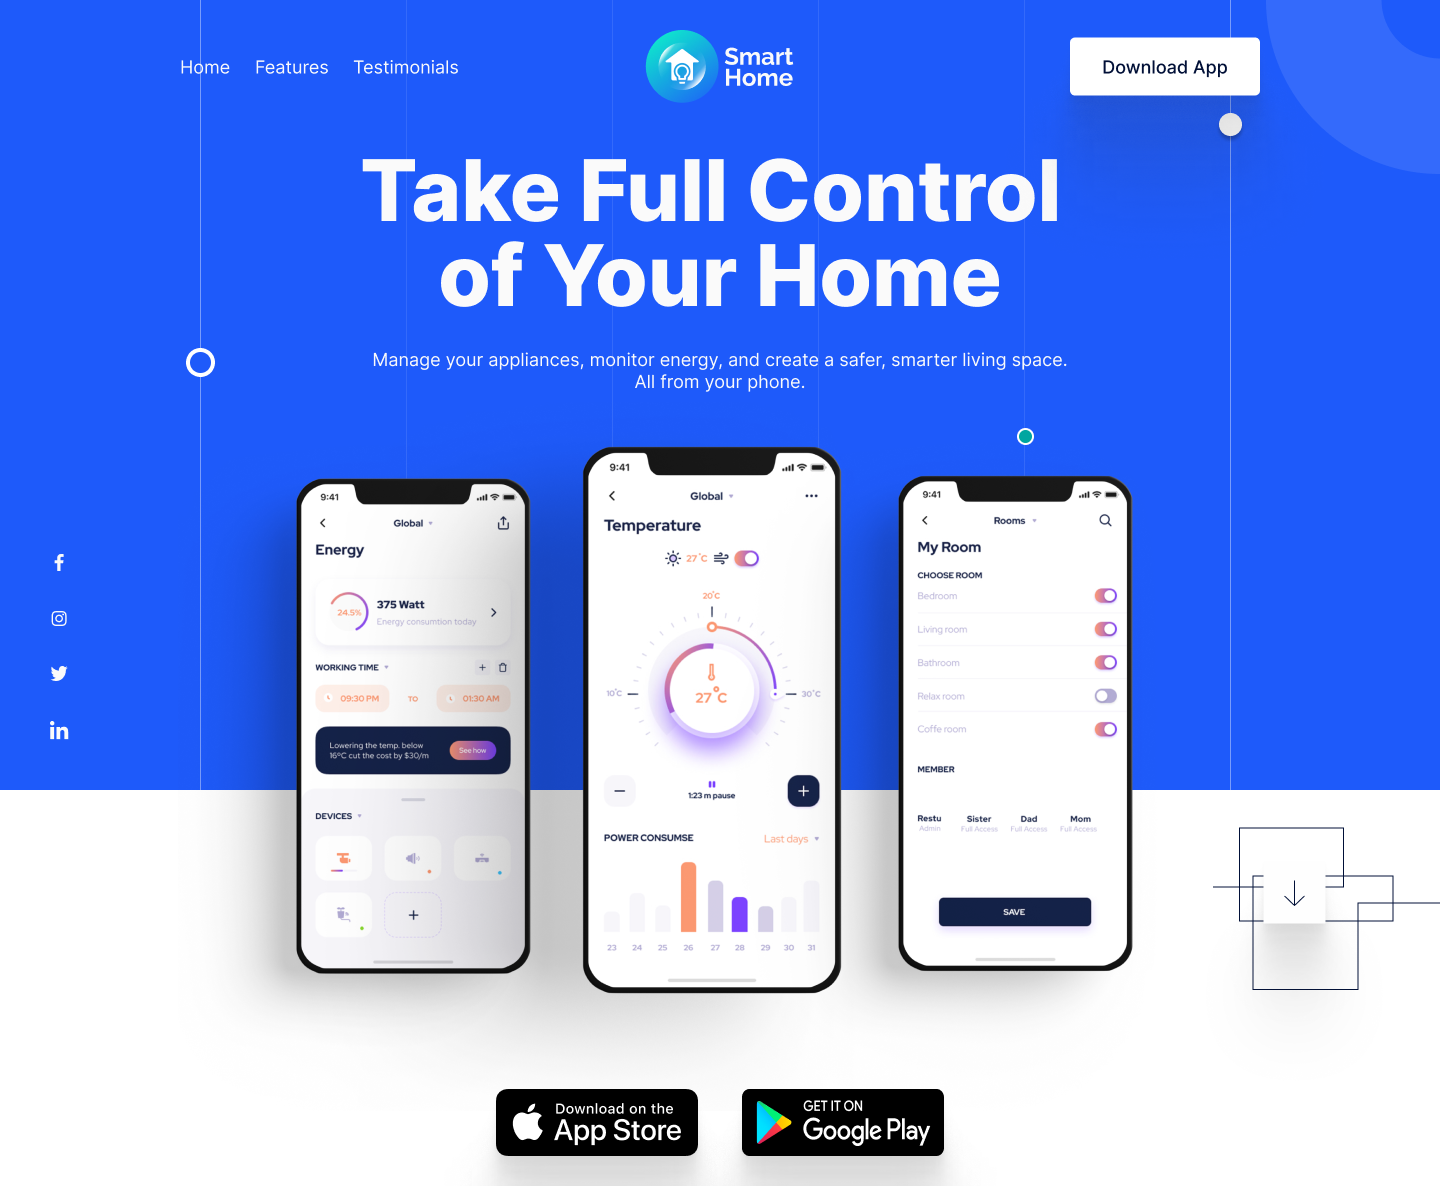 Home Features Testimonials
Smart
Home
Download App
Take Full Control
of Your Home
Manage your appliances, monitor energy, and create a safer, smarter living space.
All from your phone.
9:41
Global
Energy
24.5%
375 Watt
Energy consumtion today
WORKING TIME
09:30 PM TO 01:30 AM
Lowering the temp. below
16°C cut the cost by $30/m
See how
DEVICES
9:41
Global
Temperature
27°C
20°C
10°C
27°C
30°C
1:23 m pause
POWER CONSUMSE
Last days
23 24 25 26 27 28 29 30 31
9:41
Rooms
My Room
CHOOSE ROOM
Bedroom
Living room
Bathroom
Relax room
Coffe room
MEMBER
Restu Sister Dad Mom
Admin Full Access Full Access Full Access
SAVE
Download on the
App Store
GET IT ON
Google Play